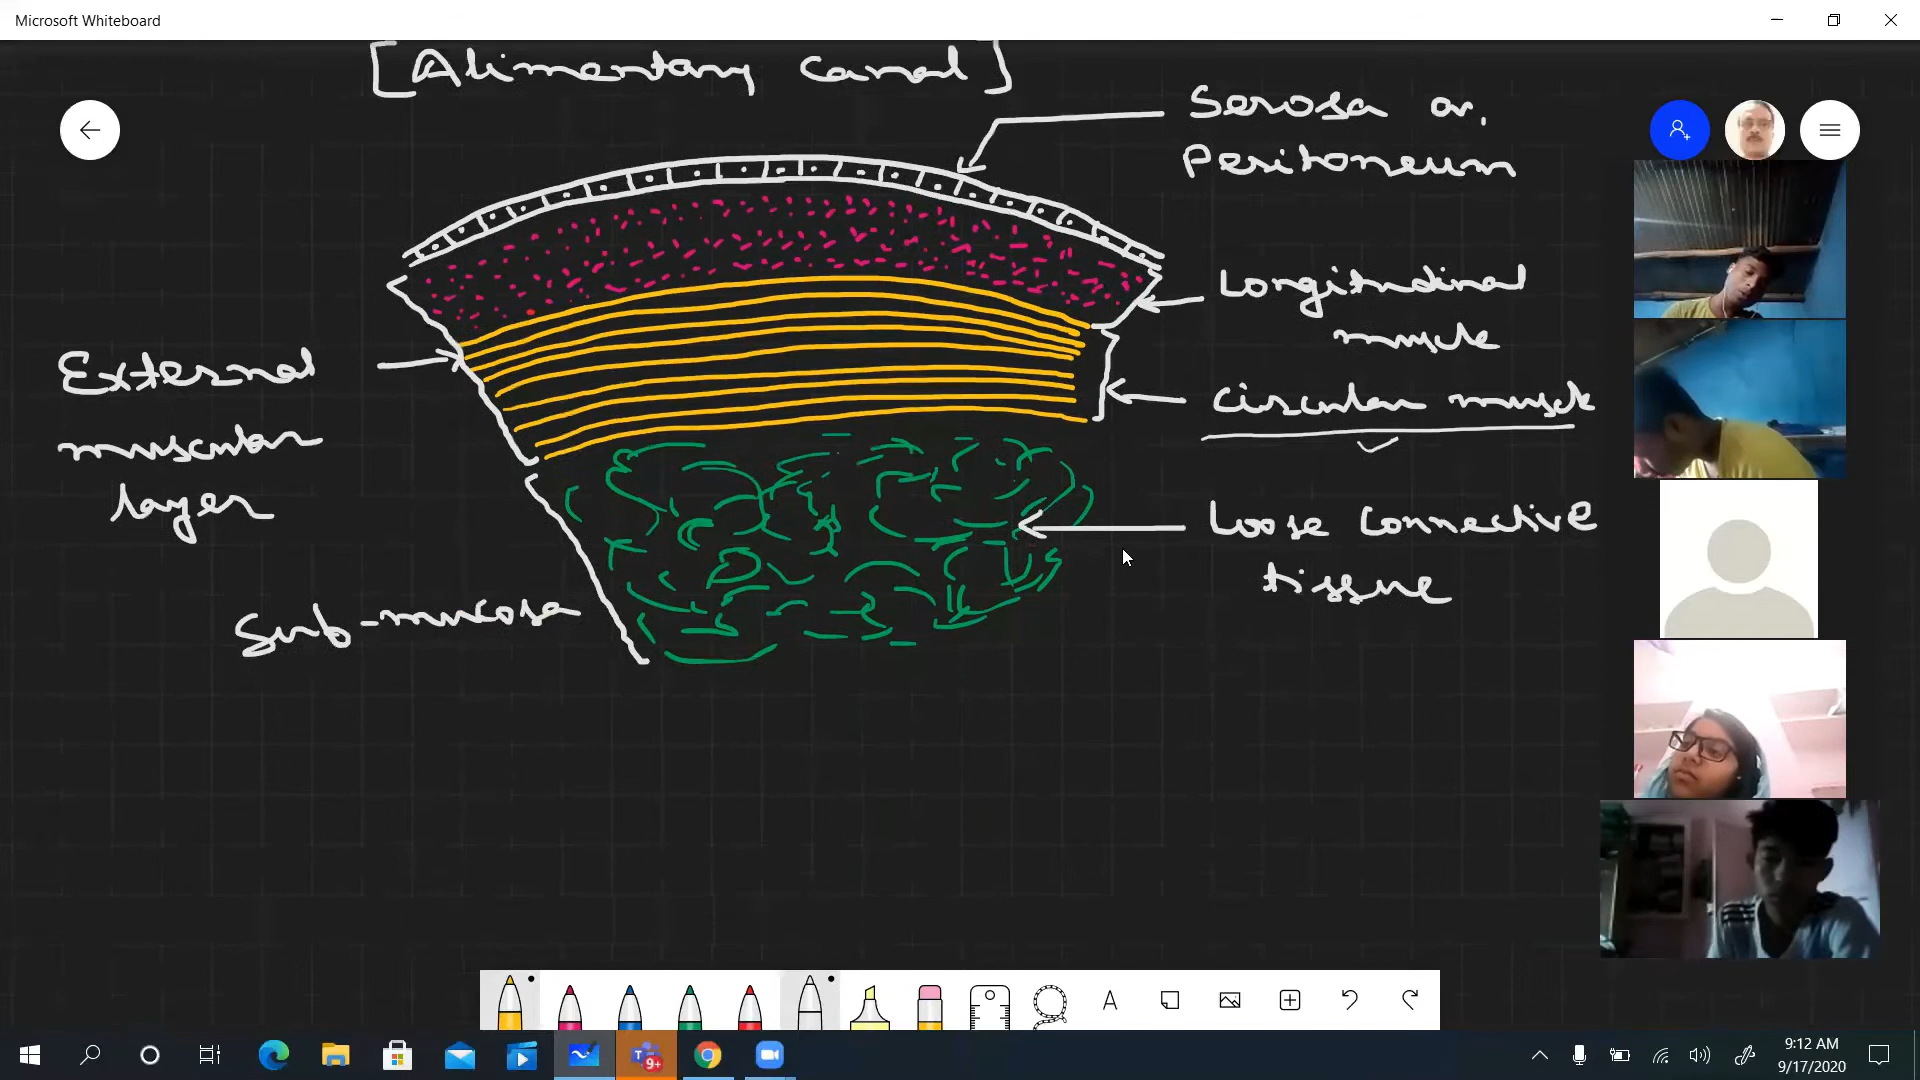 Microsoft Whiteboard
[Alimentary Canal]
Serosa or,
Peritoneum
Longitudinal
muscle
External
muscular
layer
Circular muscle
Loose Connective
tissue
Sub-mucosa
A
T
9+
9:12 AM
9/17/2020